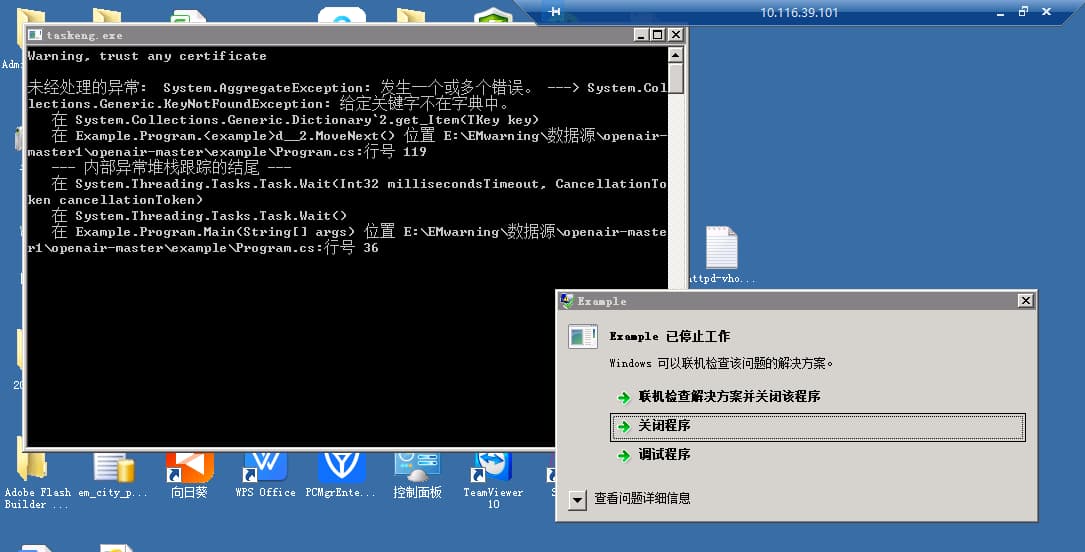 10.116.39.101
taskeng.exe
Warning, trust any certificate
未经处理的异常: System.AggregateException: 发生一个或多个错误。 ---> System.Col
lections.Generic.KeyNotFoundException: 给定关键字不在字典中。
在 System.Collections.Generic.Dictionary`2.get_Item(TKey key)
在 Example.Program.<example>d__2.MoveNext() 位置 E:\EMwarning\数据源\openair-
master1\openair-master\example\Program.cs:行号 119
--- 内部异常堆栈跟踪的结尾 ---
在 System.Threading.Tasks.Task.Wait(Int32 millisecondsTimeout, CancellationTo
ken cancellationToken)
在 System.Threading.Tasks.Task.Wait()
在 Example.Program.Main(String[] args) 位置 E:\EMwarning\数据源\openair-maste
r1\openair-master\example\Program.cs:行号 36
ttpd-vho...
Example
Example 已停止工作
Windows 可以联机检查该问题的解决方案。
联机检查解决方案并关闭该程序
关闭程序
调试程序
查看问题详细信息
Adobe Flash
Builder ...
em_city_p...
向日葵
WPS Office
PCMgrEnte...
控制面板
TeamViewer
10